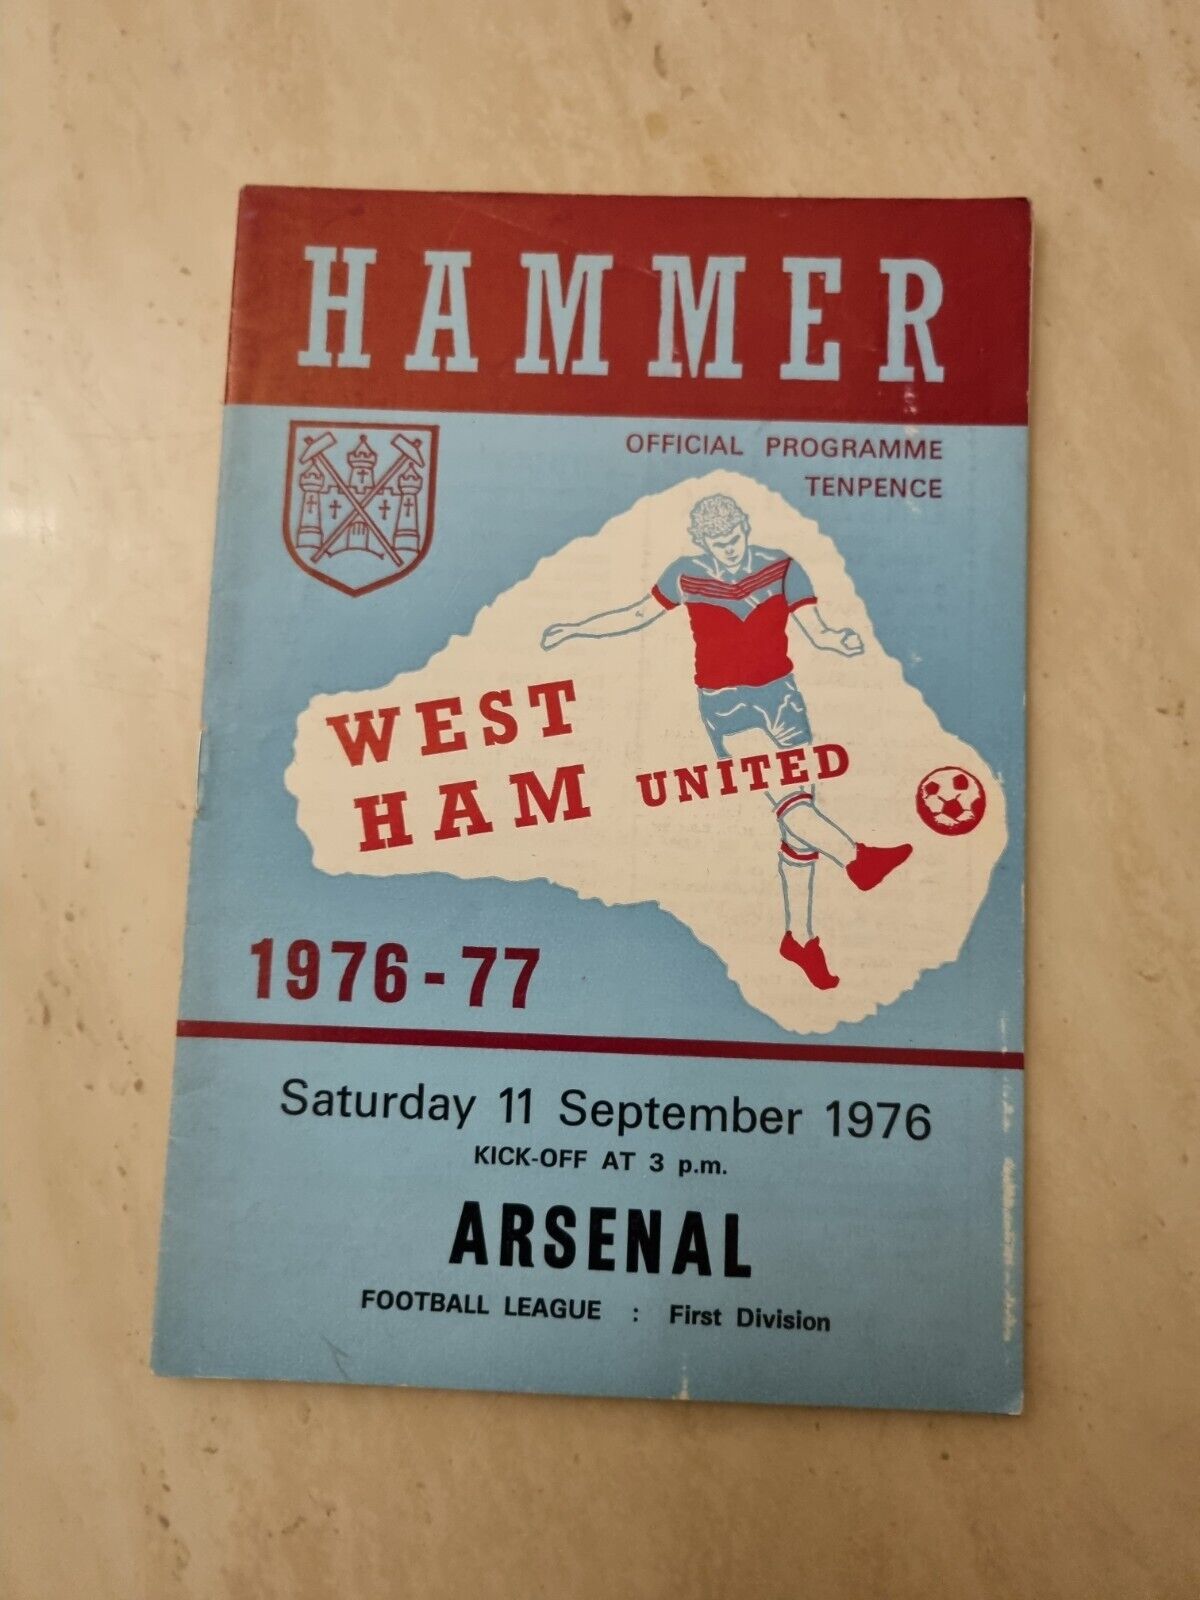 HAMMER
OFFICIAL PROGRAMME
TENPENCE
WEST
HAM UNITED
1976-77
Saturday 11 September 1976
KICK-OFF AT 3 p.m.
ARSENAL
FOOTBALL LEAGUE : First Division